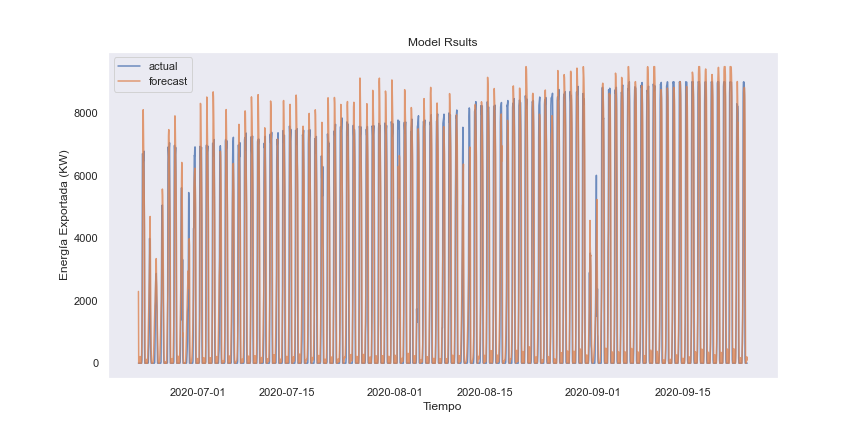 Model Rsults
actual
forecast
Energía Exportada (KW)
8000
6000
4000
2000
0
2020-07-01 2020-07-15 2020-08-01 2020-08-15 2020-09-01 2020-09-15
Tiempo